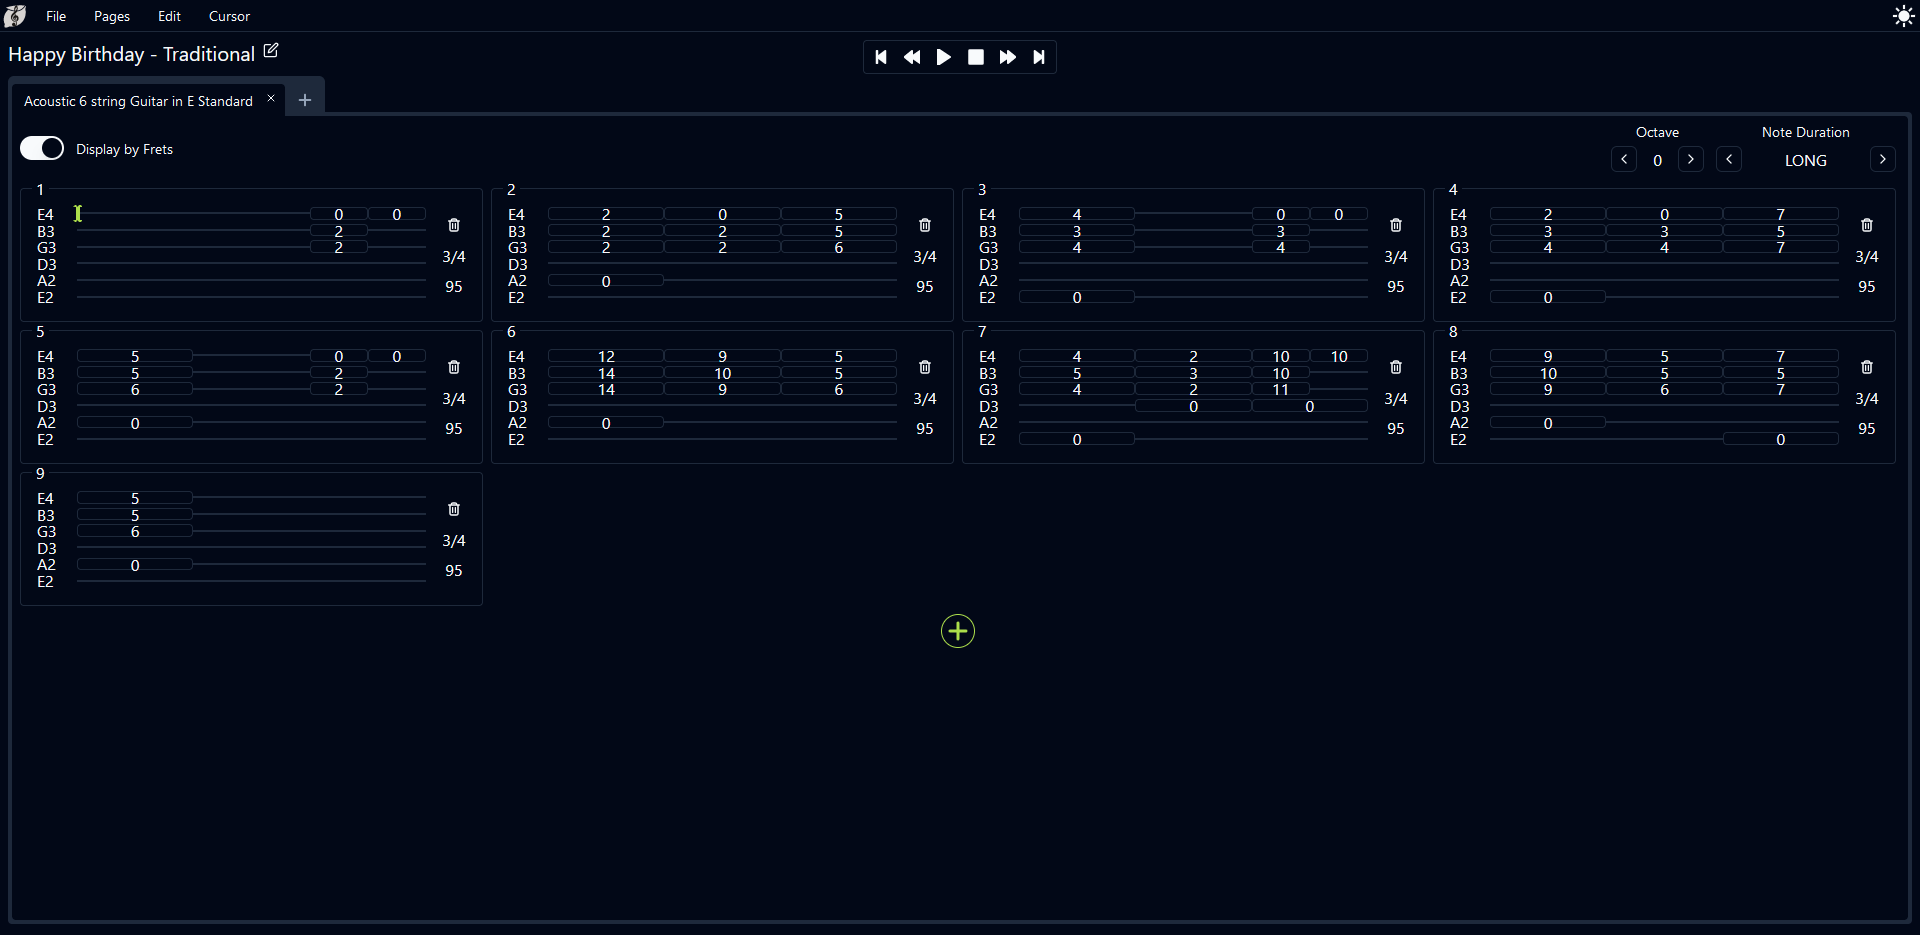 File Pages Edit Cursor
Happy Birthday - Traditional
Acoustic 6 string Guitar in E Standard × +
Display by Frets
Octave Note Duration
< 0 > < LONG >
1
E4 0 0
B3 2
G3 2
D3
A2
E2
3/4
95
2
E4 2 0 5
B3 2 2 5
G3 2 2 6
D3
A2 0
E2
3/4
95
3
E4 4 0 0
B3 3 3
G3 4 4
D3
A2
E2 0
3/4
95
4
E4 2 0 7
B3 3 3 5
G3 4 4 7
D3
A2
E2 0
3/4
95
5
E4 5 0 0
B3 5 2
G3 6 2
D3
A2 0
E2
3/4
95
6
E4 12 9 5
B3 14 10 5
G3 14 9 6
D3
A2 0
E2
3/4
95
7
E4 4 2 10 10
B3 5 3 10
G3 4 2 11
D3 0 0
A2
E2 0
3/4
95
8
E4 9 5 7
B3 10 5 5
G3 9 6 7
D3
A2 0
E2 0
3/4
95
9
E4 5
B3 5
G3 6
D3
A2 0
E2
3/4
95